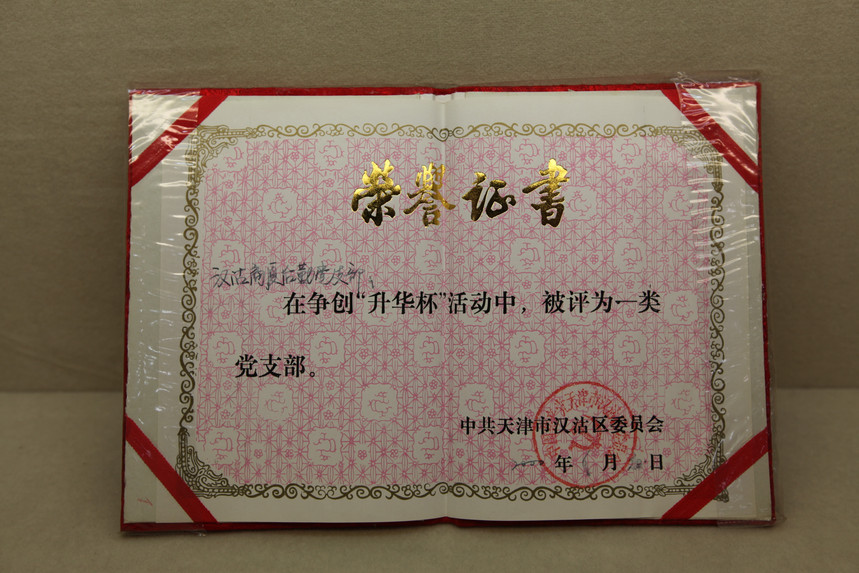 荣誉证书
汉沽商厦后勤党支部：
在争创“升华杯”活动中，被评为一类
党支部。
中共天津市汉沽区委员会
年 月 日